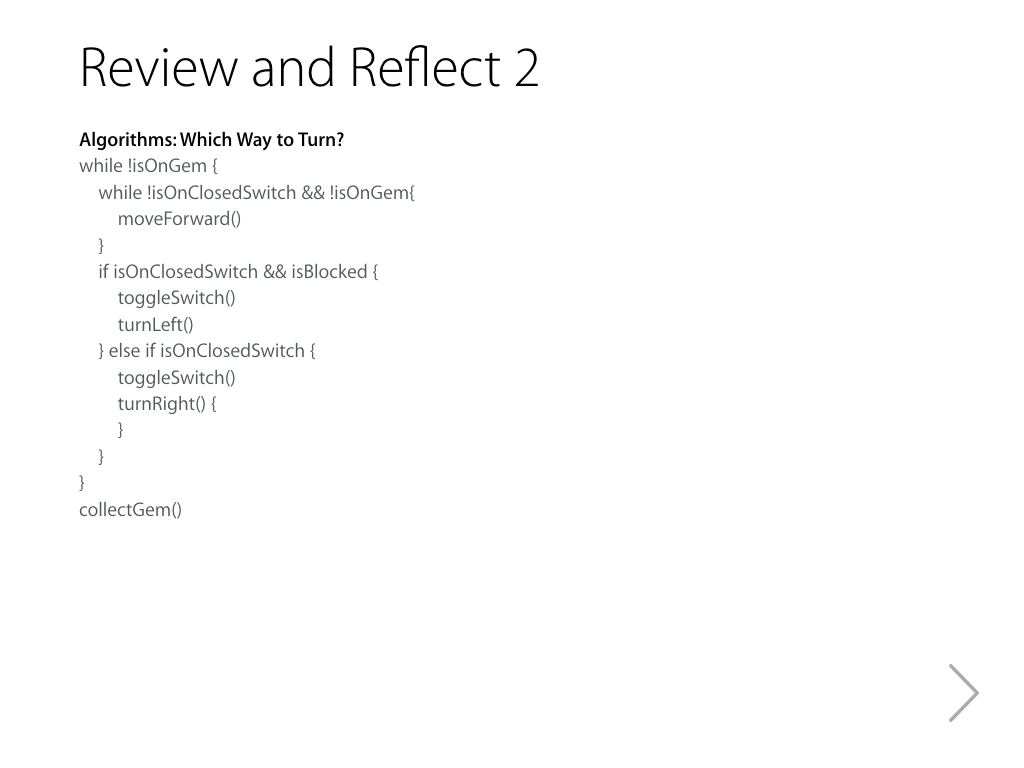 Review and Reflect 2
Algorithms: Which Way to Turn?
while !isOnGem {
while !isOnClosedSwitch && !isOnGem{
moveForward()
}
if isOnClosedSwitch && isBlocked {
toggleSwitch()
turnLeft()
} else if isOnClosedSwitch {
toggleSwitch()
turnRight() {
}
}
}
collectGem()